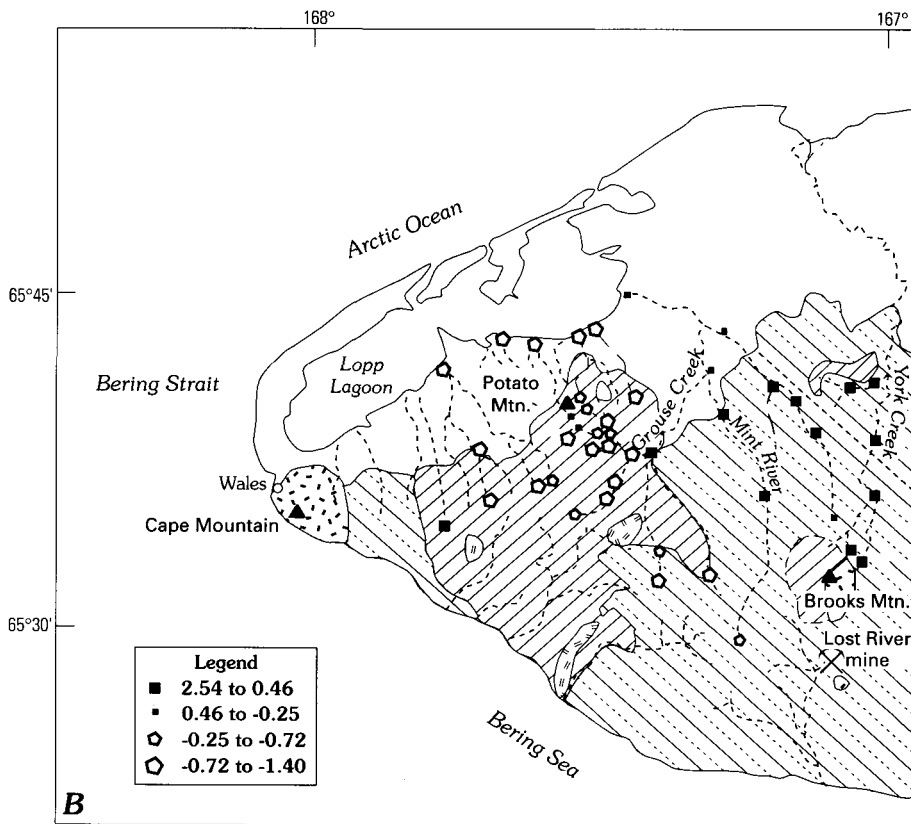 168°
167°
Arctic Ocean
65°45'
Bering Strait
Lopp
Lagoon
Potato
Mtn.
Grouse Creek
Mint River
York Creek
Wales
Cape Mountain
Brooks Mtn.
65°30'
Lost River
mine
Legend
2.54 to 0.46
0.46 to -0.25
-0.25 to -0.72
-0.72 to -1.40
Bering Sea
B